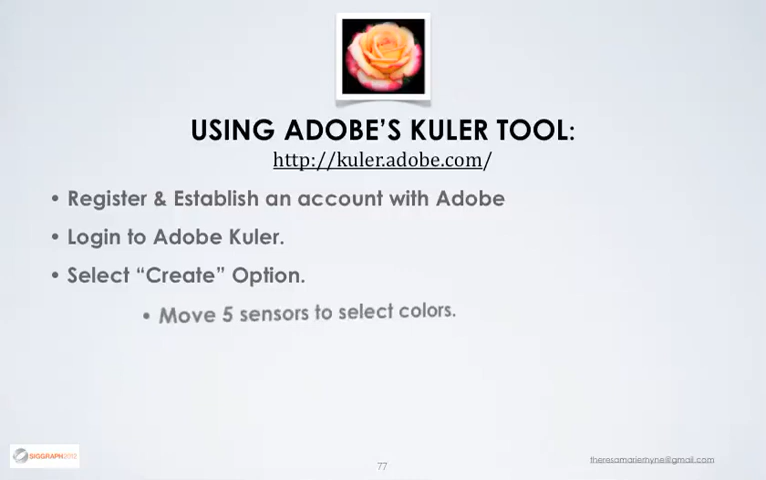 USING ADOBE'S KULER TOOL:
http://kuler.adobe.com/
• Register & Establish an account with Adobe
• Login to Adobe Kuler.
• Select “Create” Option.
• Move 5 sensors to select colors.
SIGGRAPH2012
77
theresamarierhyne@gmail.com